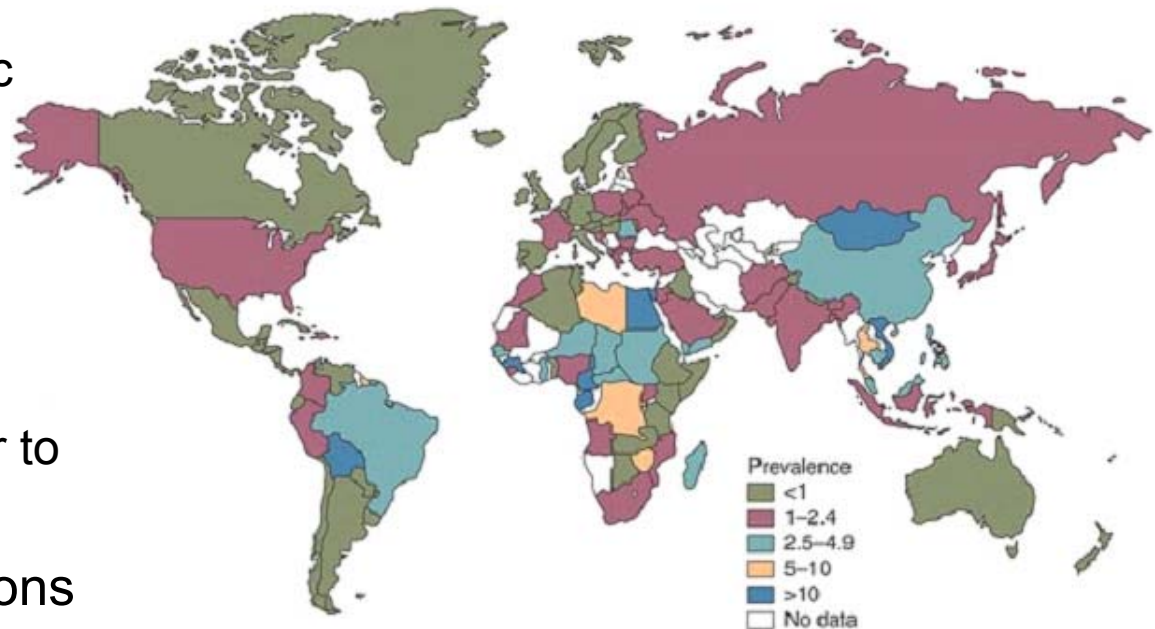 c
r to
ons
Prevalence
<1
1–2.4
2.5–4.9
5–10
>10
No data